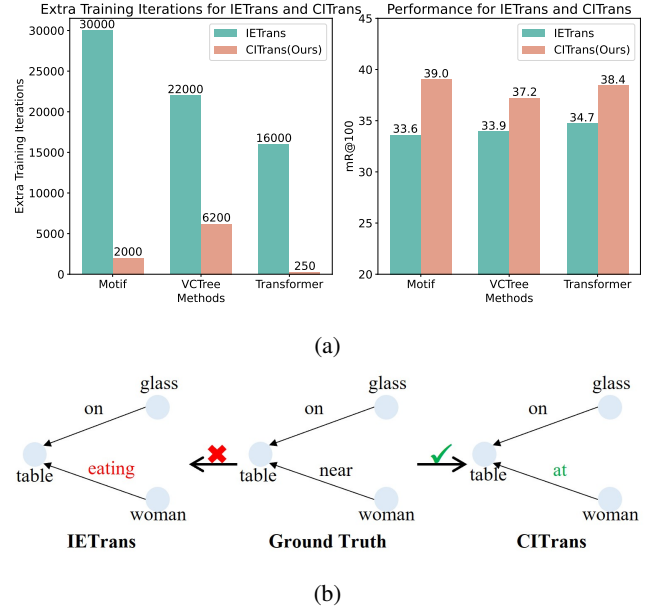 Extra Training Iterations for IETrans and CITrans
30000
IETrans
CITrans(Ours)
22000
16000
2000
6200
250
30000
25000
20000
15000
10000
5000
0
Extra Training Iterations
Motif
VCTree
Transformer
Methods
Performance for IETrans and CITrans
IETrans
CITrans(Ours)
33.6
39.0
33.9
37.2
34.7
38.4
45
40
35
30
25
20
mR@100
Motif
VCTree
Transformer
Methods
(a)
glass
on
table
eating
woman
IETrans
glass
on
table
near
woman
Ground Truth
glass
on
table
at
woman
CITrans
(b)